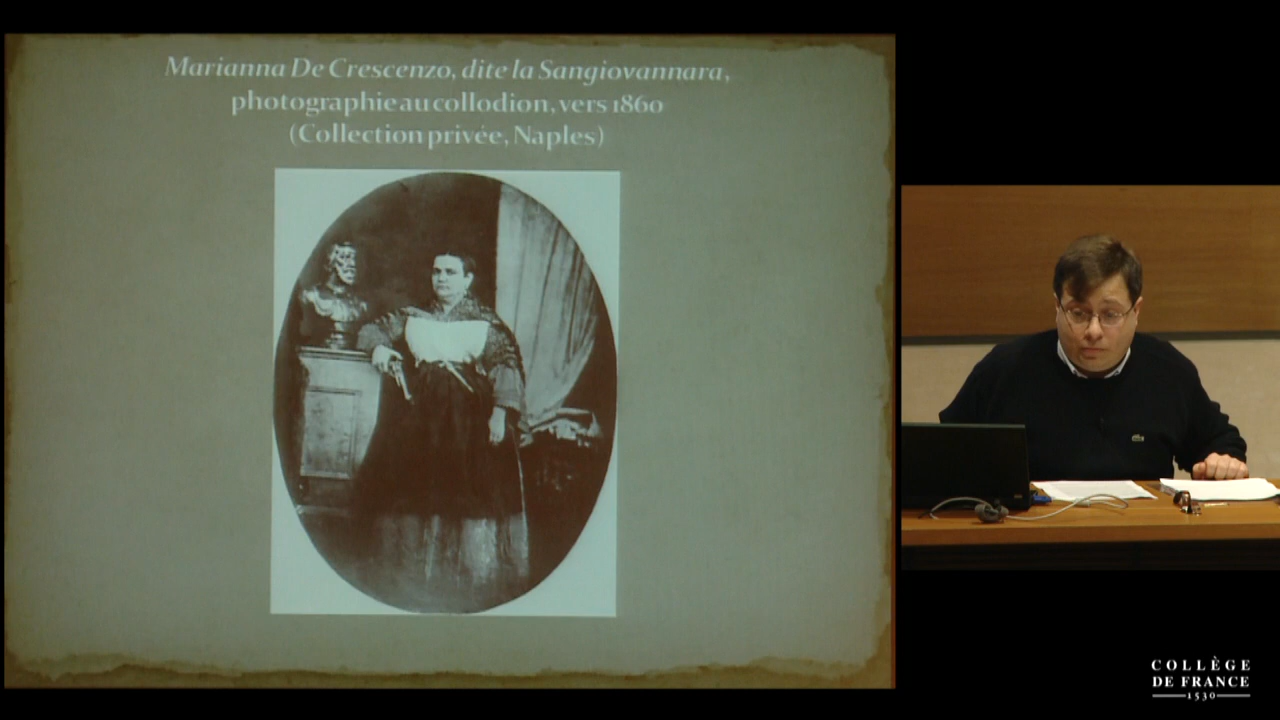 Marianna De Crescenzo, dite la Sangiovannara,
photographie au collodion, vers 1860
(Collection privée, Naples)
COLLÈGE
DE FRANCE
1530